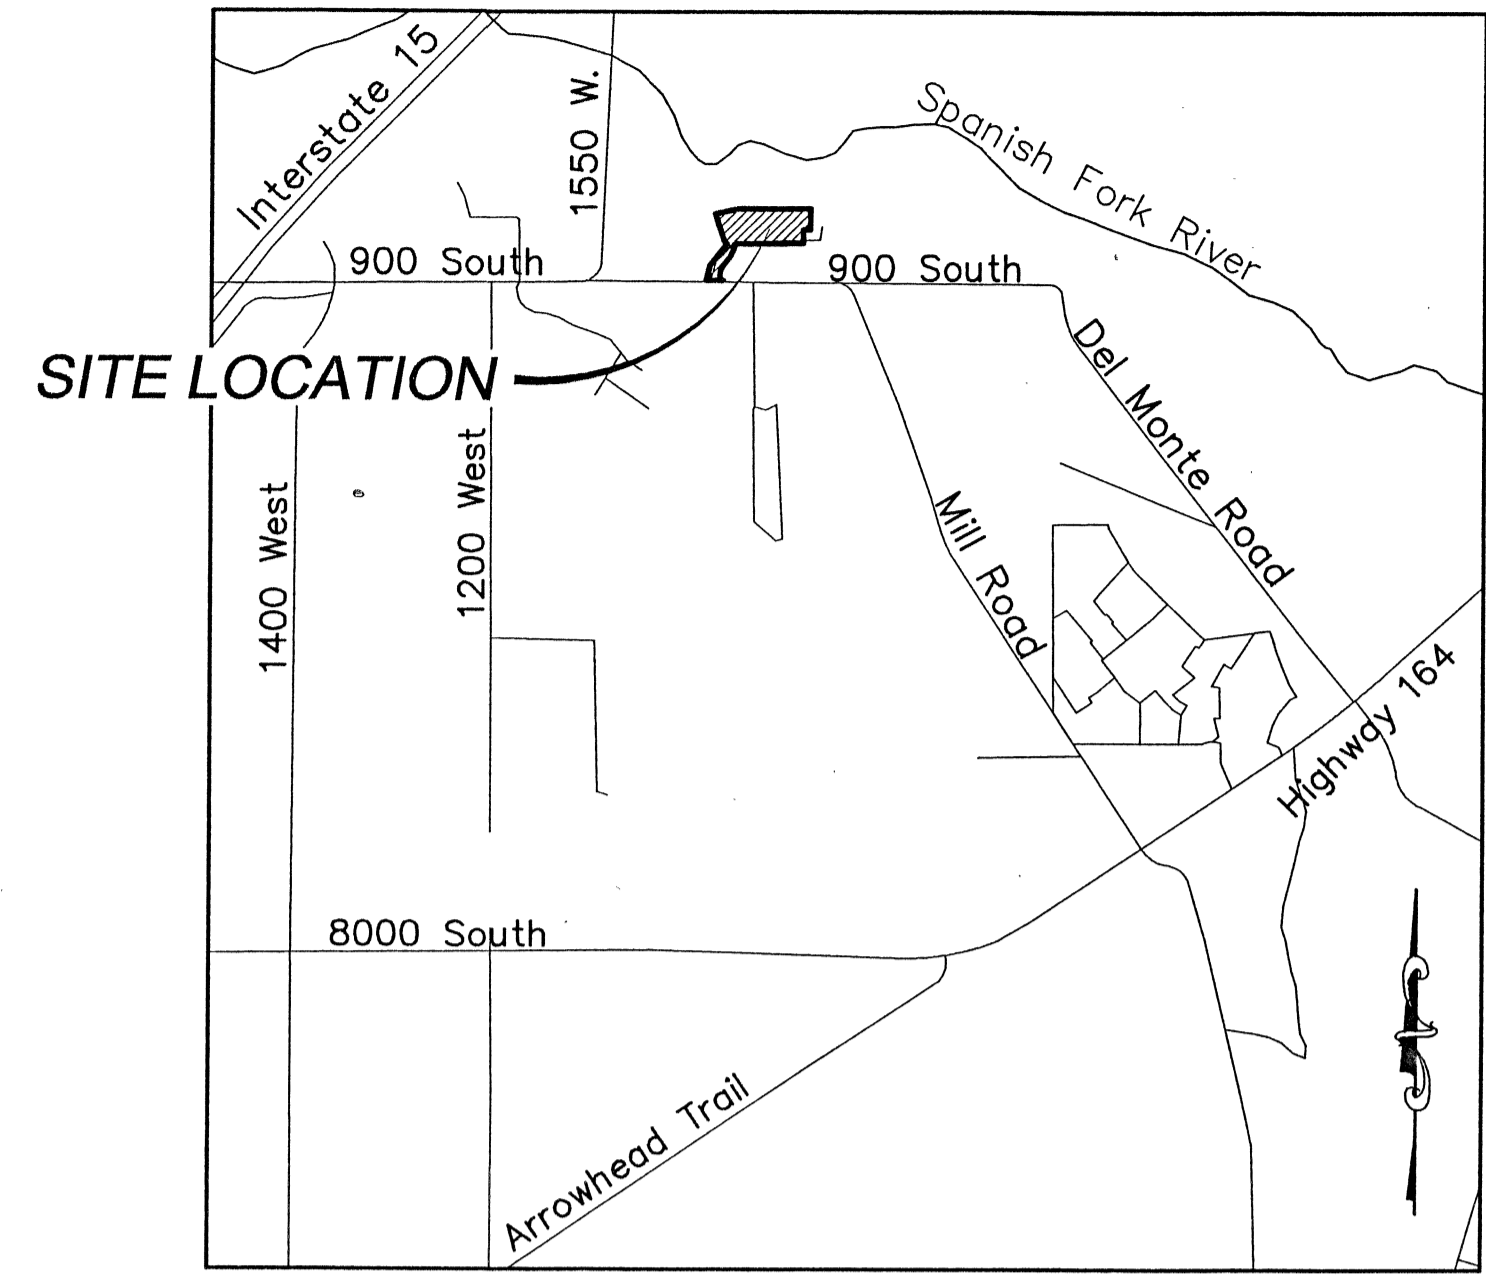 Interstate 15
1550 W.
Spanish Fork River
900 South
900 South
SITE LOCATION
Del Monte Road
1400 West
1200 West
Mill Road
Highway 164
8000 South
Arrowhead Trail